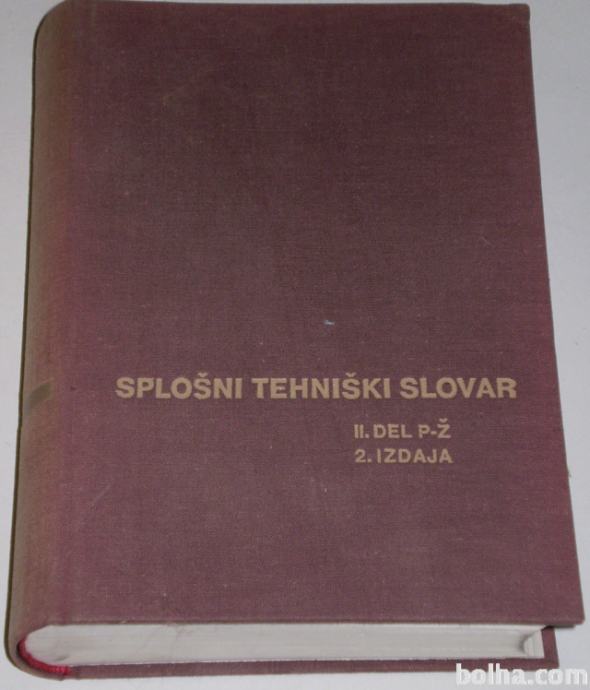 SPLOŠNI TEHNIŠKI SLOVAR
II. DEL P-Ž
2. IZDAJA
bolha.com